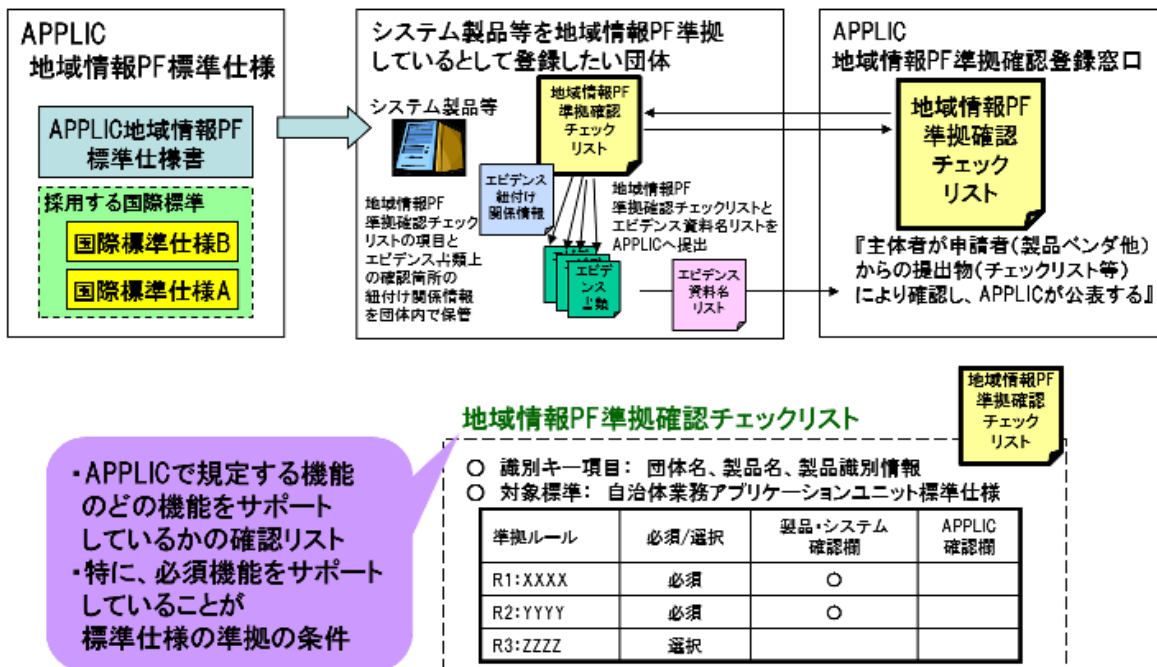 APPLIC
地域情報PF標準仕様
APPLIC地域情報PF
標準仕様書
採用する国際標準
国際標準仕様B
国際標準仕様A
システム製品等を地域情報PF準拠
しているとして登録したい団体
システム製品等
地域情報PF
準拠確認
チェック
リスト
エビデンス
紐付け
関係情報
地域情報PF
準拠確認チェック
リストの項目と
エビデンス書類上
の確認箇所の
紐付け関係情報
を団体内で保管
地域情報PF
準拠確認チェックリストと
エビデンス資料名リストを
APPLICへ提出
エビデ
ンス
書類
エビデンス
資料名
リスト
APPLIC
地域情報PF準拠確認登録窓口
地域情報PF
準拠確認
チェック
リスト
『主体者が申請者(製品ベンダ他)
からの提出物(チェックリスト等)
により確認し、APPLICが公表する』
地域情報PF
準拠確認
チェック
リスト
地域情報PF準拠確認チェックリスト
・APPLICで規定する機能
のどの機能をサポート
しているかの確認リスト
・特に、必須機能をサポート
していることが
標準仕様の準拠の条件
○ 識別キー項目: 団体名、製品名、製品識別情報
○ 対象標準: 自治体業務アプリケーションユニット標準仕様
準拠ルール 必須/選択 製品・システム確認欄 APPLIC確認欄
R1:XXXX 必須 ○
R2:YYYY 必須 ○
R3:ZZZZ 選択